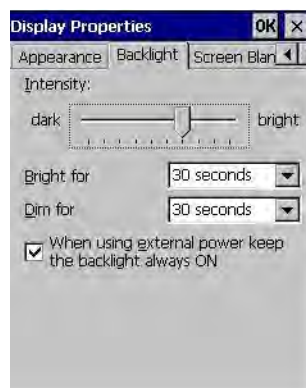 Display Properties OK ×
Appearance Backlight Screen Blan
Intensity:
dark bright
Bright for 30 seconds
Dim for 30 seconds
When using external power keep
the backlight always ON